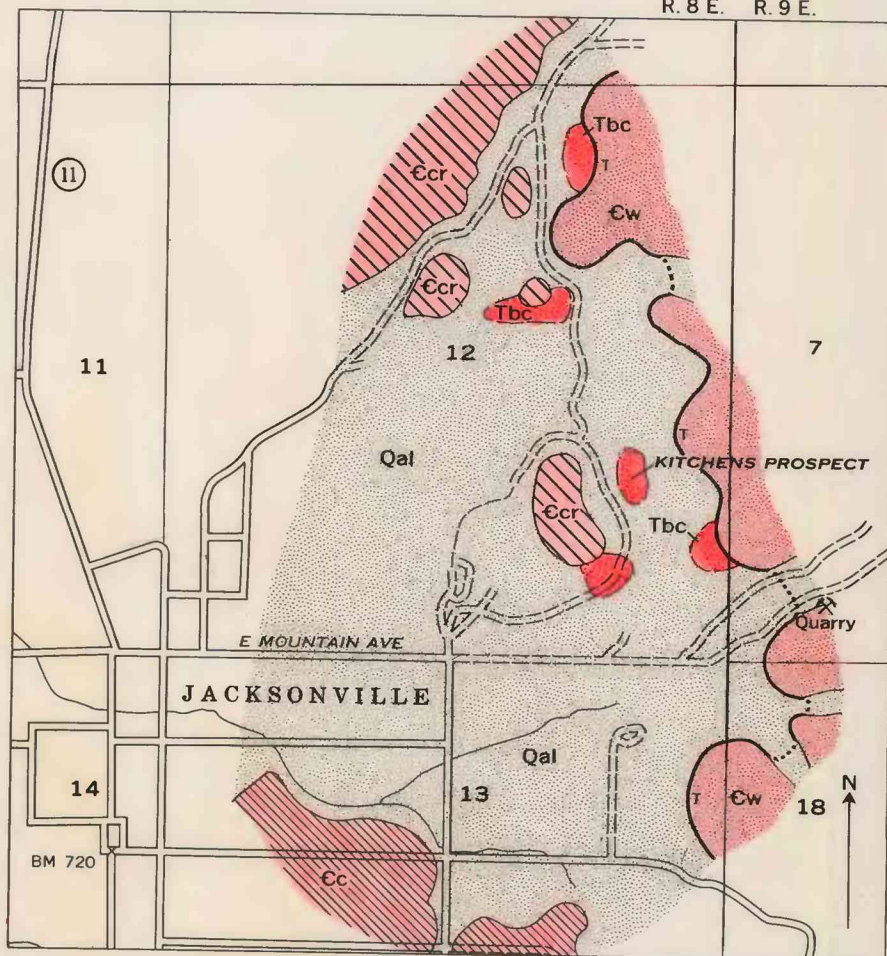 R. 8 E. R. 9 E.
Tbc
Ꞓcr
T
11
Ꞓw
Ꞓcr
Tbc
12
7
11
T
Qal
KITCHENS PROSPECT
Ꞓcr
Tbc
Quarry
E MOUNTAIN AVE
JACKSONVILLE
Qal
14
13
T
Ꞓw
18
N
BM 720
Ꞓc